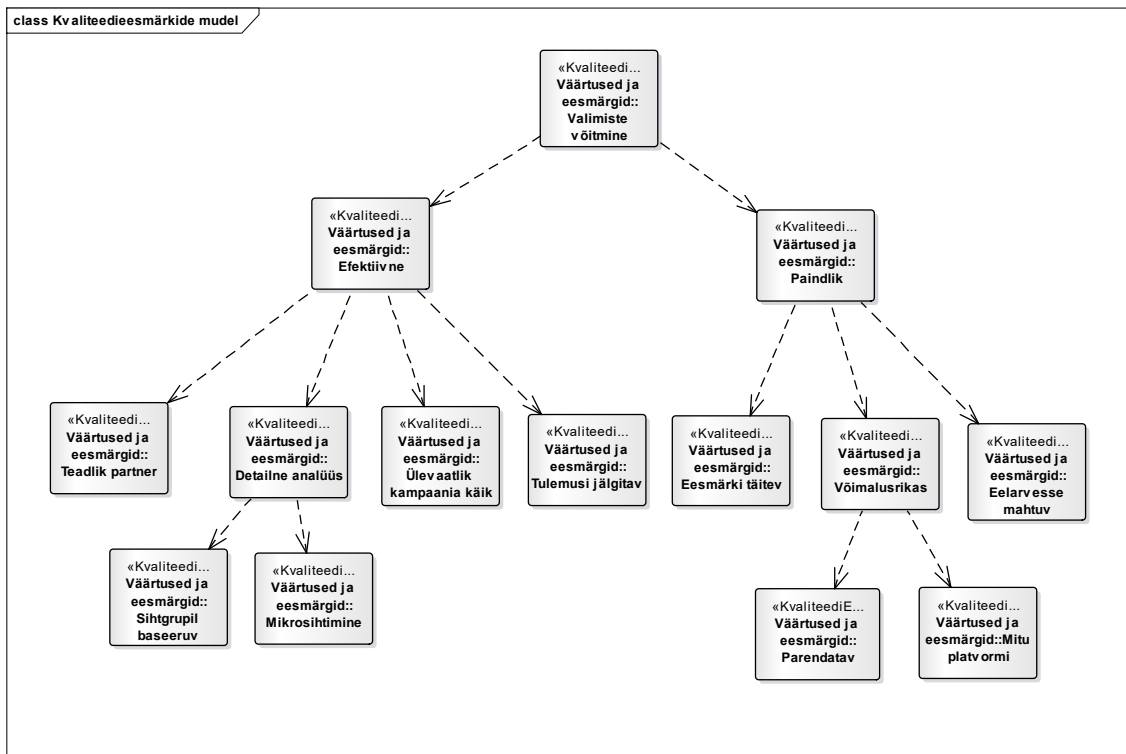 class Kvaliteedieesmärkide mudel
«Kvaliteedi...
Väärtused ja
eesmärgid::
Valimiste
võitmine
«Kvaliteedi...
Väärtused ja
eesmärgid::
Efektiivne
«Kvaliteedi...
Väärtused ja
eesmärgid::
Paindlik
«Kvaliteedi...
Väärtused ja
eesmärgid::
Teadlik partner
«Kvaliteedi...
Väärtused ja
eesmärgid::
Detailne analüüs
«Kvaliteedi...
Väärtused ja
eesmärgid::
Ülevaatlik
kampaania käik
«Kvaliteedi...
Väärtused ja
eesmärgid::
Tulemusi jälgitav
«Kvaliteedi...
Väärtused ja
eesmärgid::
Eesmärki täitev
«Kvaliteedi...
Väärtused ja
eesmärgid::
Võimalusrikas
«Kvaliteedi...
Väärtused ja
eesmärgid::
Eelarvesse
mahtuv
«Kvaliteedi...
Väärtused ja
eesmärgid::
Sihtgrupil
baseeruv
«Kvaliteedi...
Väärtused ja
eesmärgid::
Mikrosihtimine
«KvaliteediE...
Väärtused ja
eesmärgid::
Parendatav
«Kvaliteedi...
Väärtused ja
eesmärgid::Mitu
platvormi